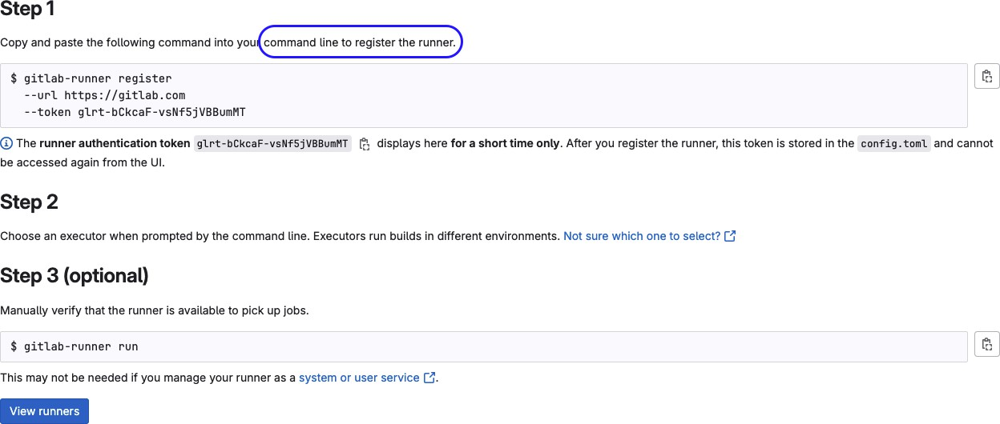 Step 1
Copy and paste the following command into your command line to register the runner.
$ gitlab-runner register
--url https://gitlab.com
--token glrt-bCkcaF-vsNf5jVBBumMT
The runner authentication token glrt-bCkcaF-vsNf5jVBBumMT displays here for a short time only. After you register the runner, this token is stored in the config.toml and cannot
be accessed again from the UI.
Step 2
Choose an executor when prompted by the command line. Executors run builds in different environments. Not sure which one to select?
Step 3 (optional)
Manually verify that the runner is available to pick up jobs.
$ gitlab-runner run
This may not be needed if you manage your runner as a system or user service.
View runners